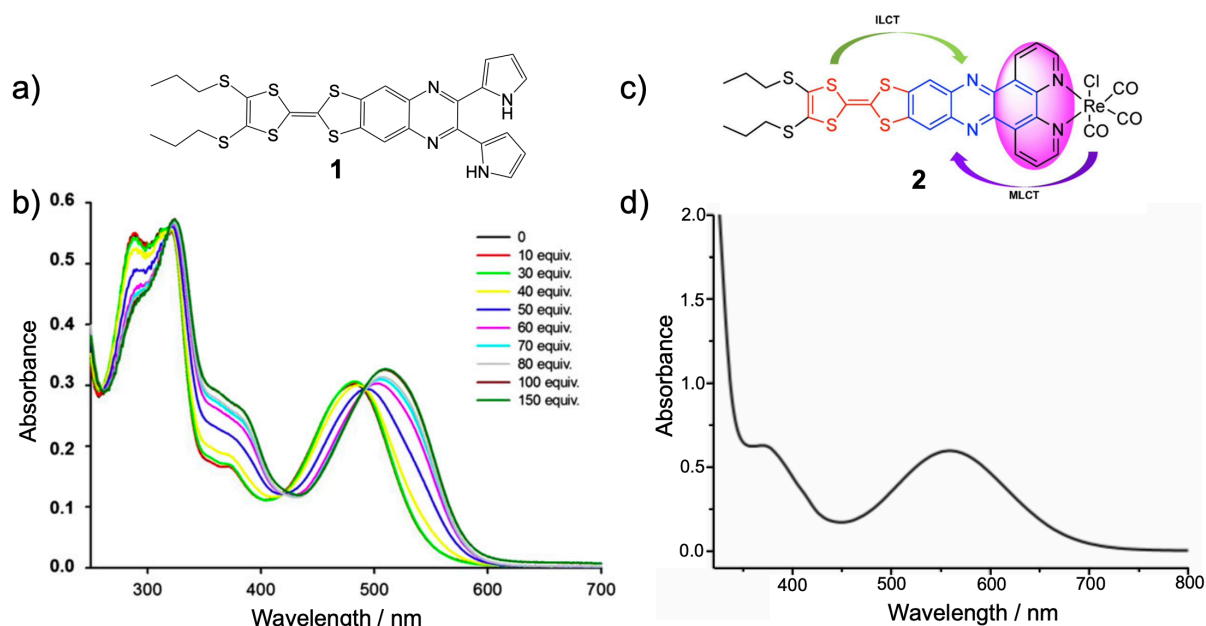 a)
S
S
S
S
S
S
N
N
NH
HN
1
b)
0.6
0.5
0.4
0.3
0.2
0.1
0.0
300
400
500
600
700
Absorbance
Wavelength / nm
0
10 equiv.
30 equiv.
40 equiv.
50 equiv.
60 equiv.
70 equiv.
80 equiv.
100 equiv.
150 equiv.
c)
ILCT
S
S
S
S
S
S
N
N
N
N
Cl
Re
CO
CO
CO
2
MLCT
d)
2.0
1.5
1.0
0.5
0.0
400
500
600
700
800
Absorbance
Wavelength / nm